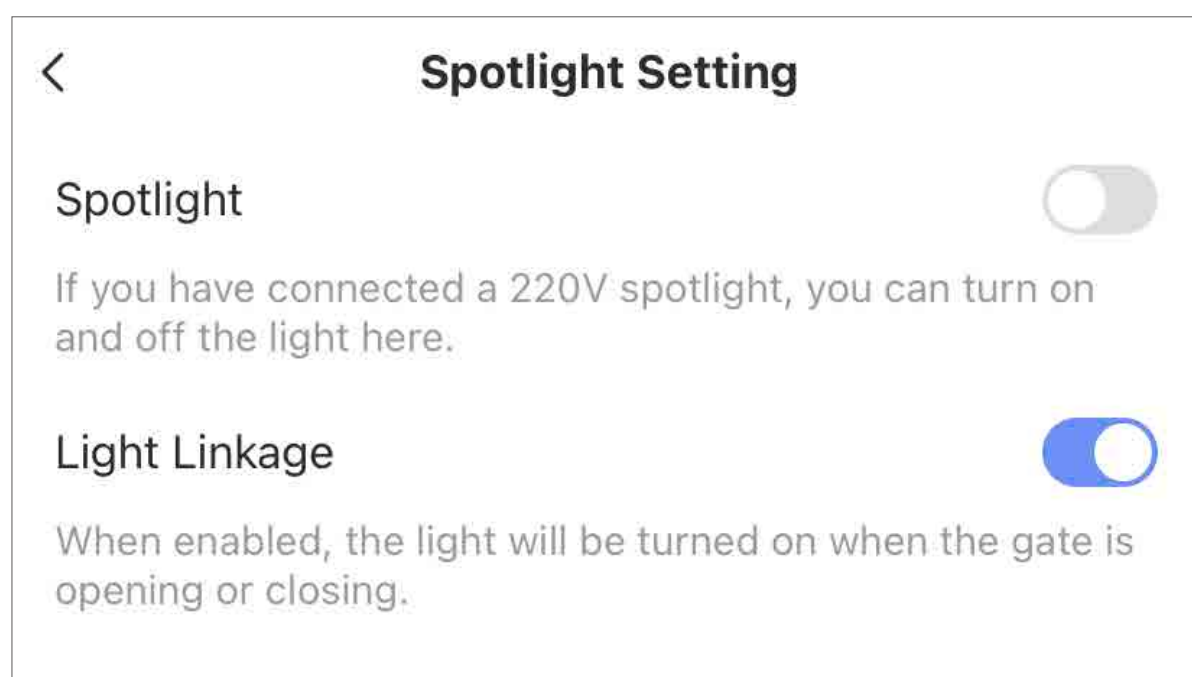 Spotlight Setting
Spotlight
If you have connected a 220V spotlight, you can turn on
and off the light here.
Light Linkage
When enabled, the light will be turned on when the gate is
opening or closing.